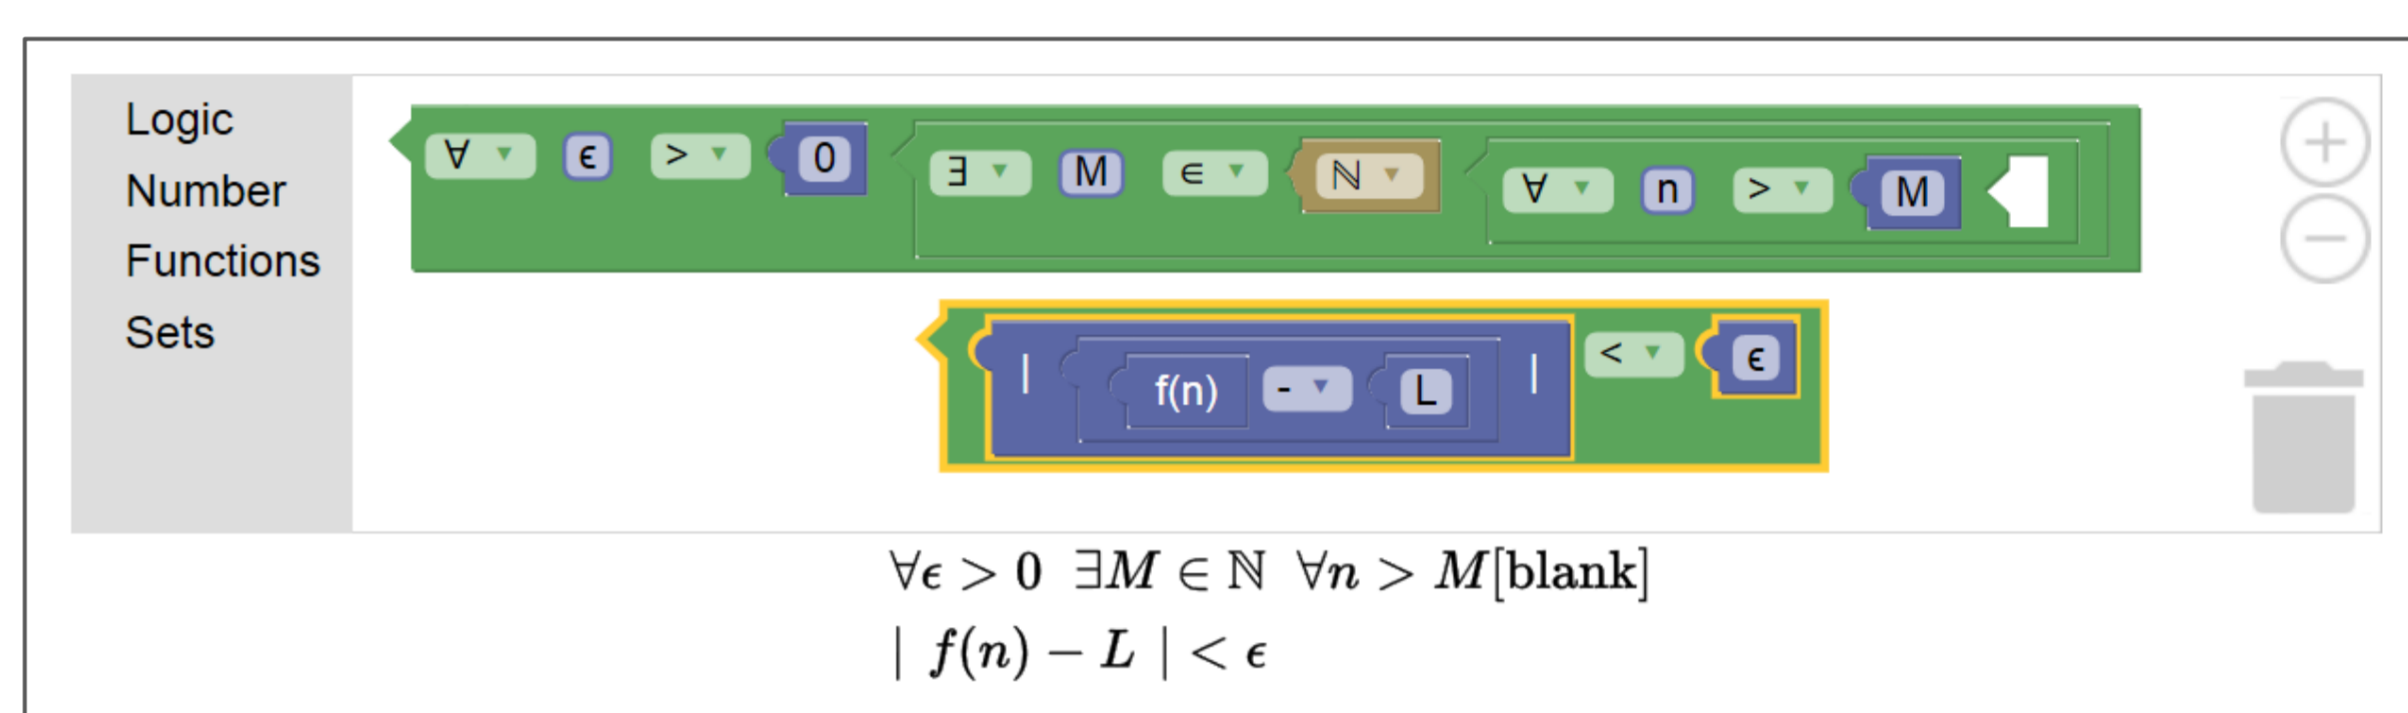 Logic
Number
Functions
Sets
∀ ϵ > 0 ∃ M ∈ ℕ ∀ n > M
| f(n) - L | < ϵ
∀ϵ > 0 ∃M ∈ ℕ ∀n > M[blank]
| f(n) − L | < ϵ